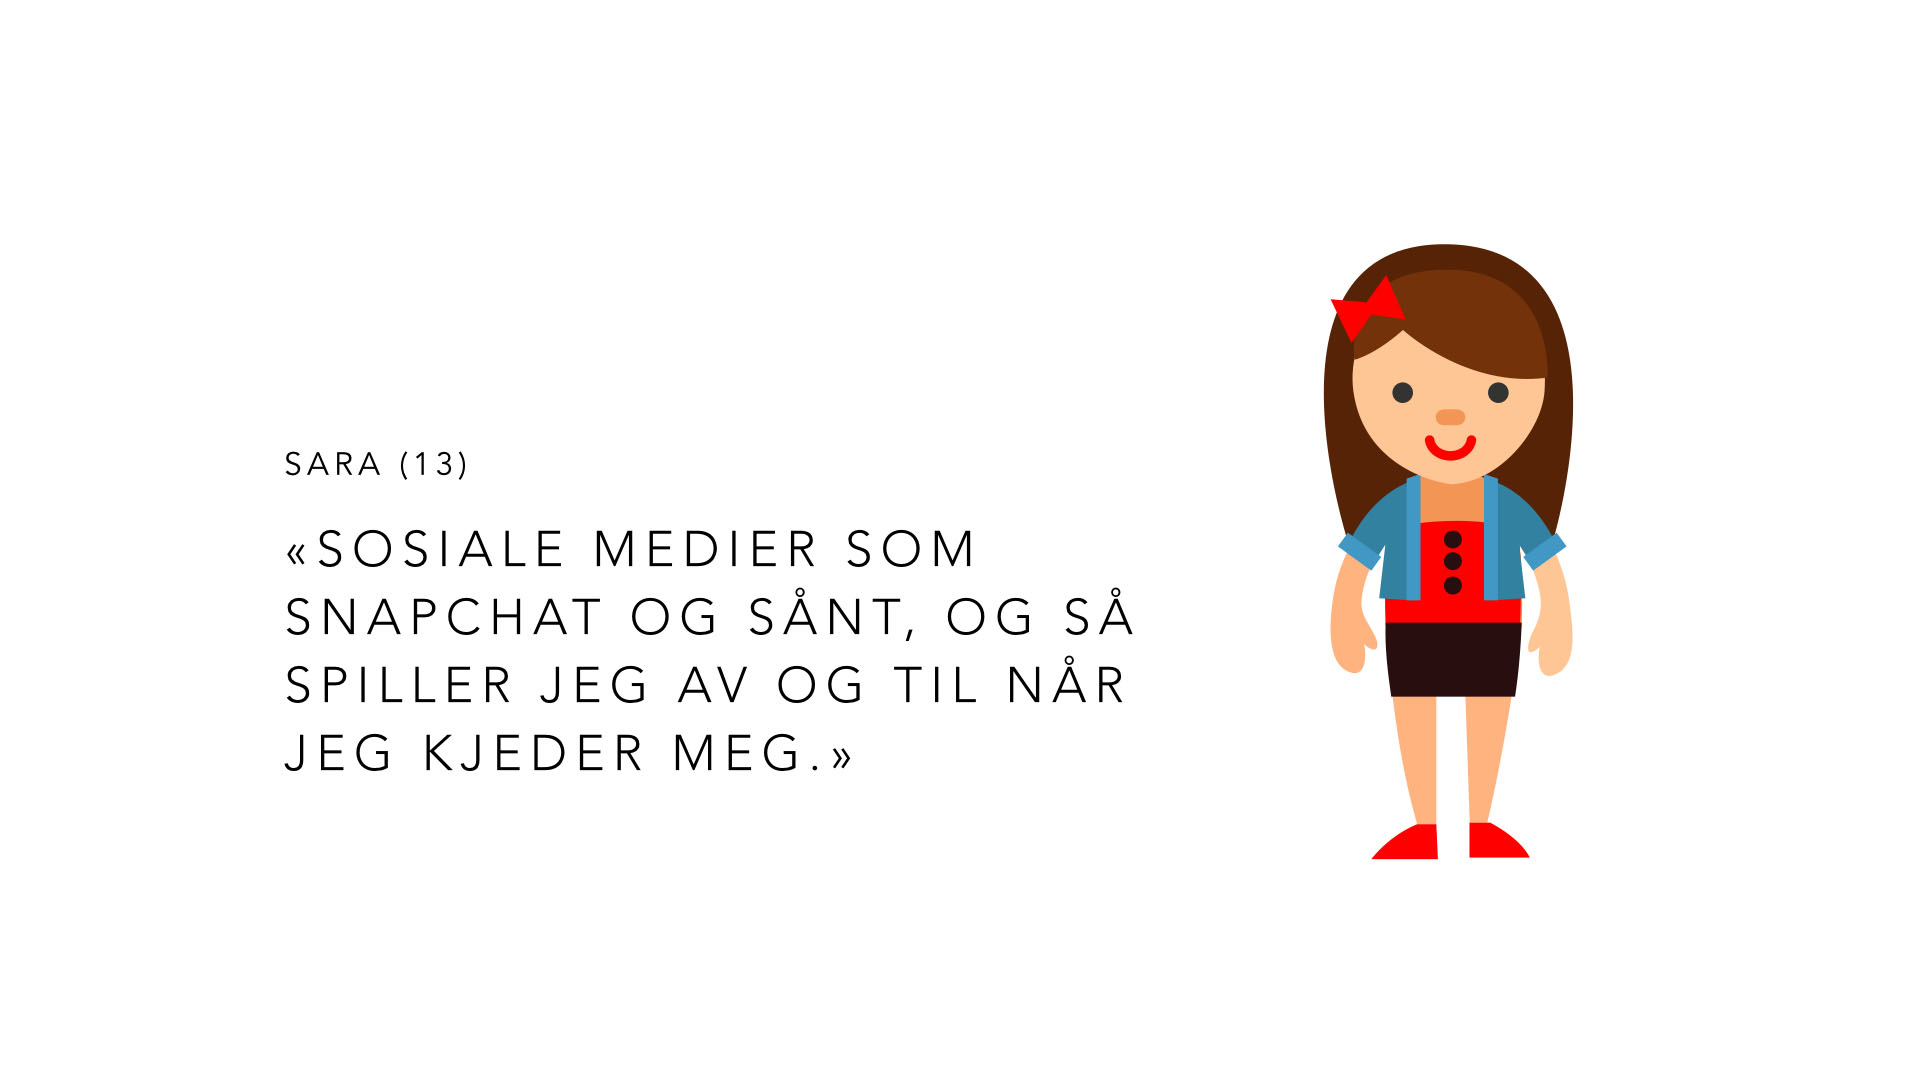 SARA (13)
«SOSIALE MEDIER SOM
SNAPCHAT OG SÅNT, OG SÅ
SPILLER JEG AV OG TIL NÅR
JEG KJEDER MEG.»